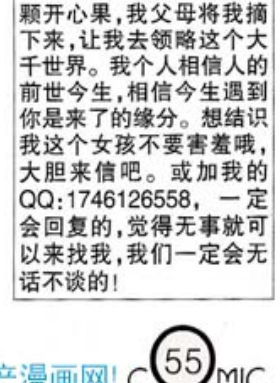 颗开心果,我父母将我摘
下来,让我去领略这个大
千世界。我个人相信人的
前世今生,相信今生遇到
你是来了的缘分。想结识
我这个女孩不要害羞哦,
大胆来信吧。或加我的
QQ:1746126558,一定
会回复的,觉得无事就可
以来找我,我们一定会无
话不谈的!
漫画网! C 55 MIC